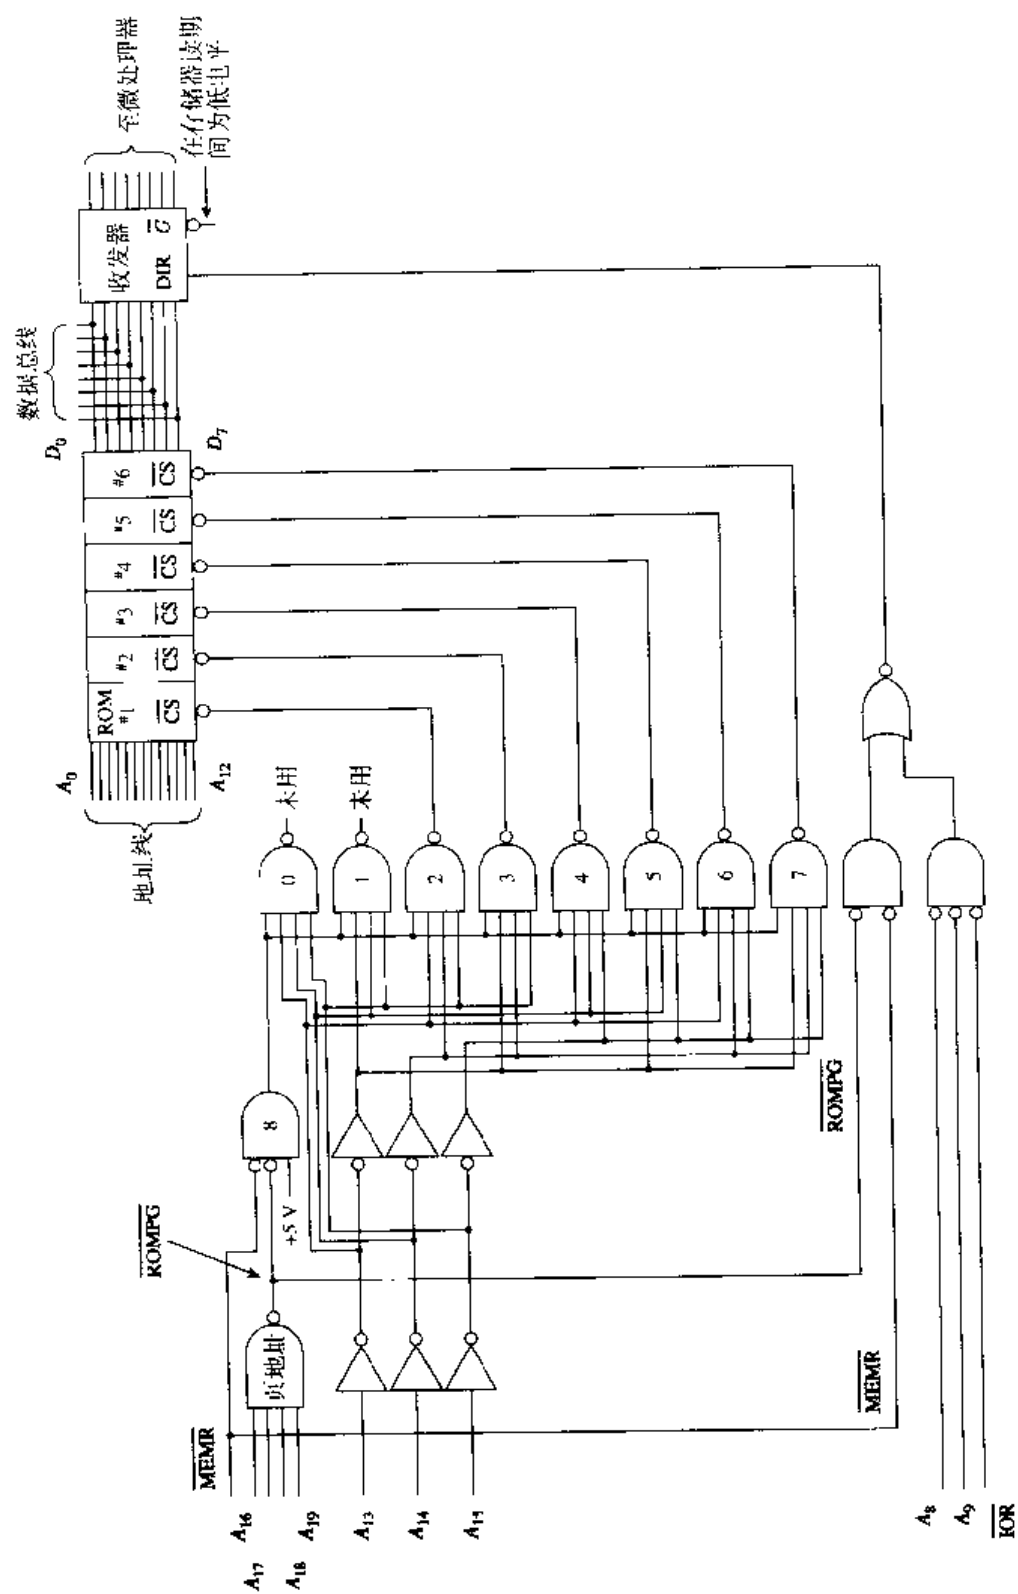 至微处理器
在存储器读期
间为低电平
收发器
DIR
G
数据总线
D0
D7
#6
CS
#5
CS
#4
CS
#3
CS
#2
CS
ROM
#1
CS
A0
A12
地址线
未用
未用
0
1
2
3
4
5
6
7
8
+5 V
ROMPG
ROMPG
页地址
MEMR
MEMR
A16
A17
A18
A19
A13
A14
A15
A8
A9
IOR